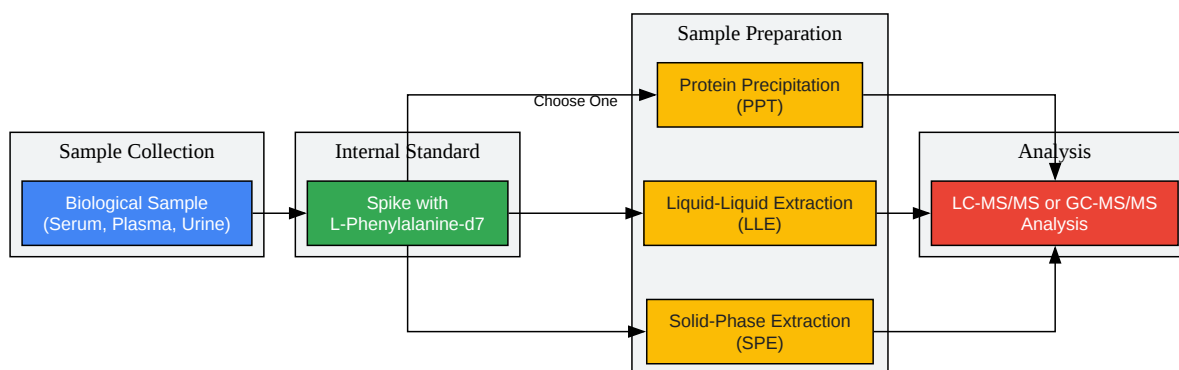 Sample Collection
Biological Sample
(Serum, Plasma, Urine)
Internal Standard
Spike with
L-Phenylalanine-d7
Choose One
Sample Preparation
Protein Precipitation
(PPT)
Liquid-Liquid Extraction
(LLE)
Solid-Phase Extraction
(SPE)
Analysis
LC-MS/MS or GC-MS/MS
Analysis